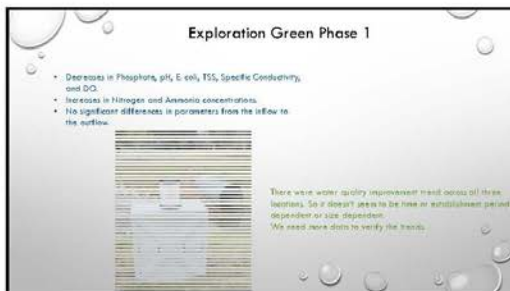 Exploration Green Phase 1
• Decreases in Phosphate, pH, E. coli, TSS, Specific Conductivity,
and DO.
• Increases in Nitrogen and Ammonia concentrations.
• No significant differences in parameters from the inflow to
the outflow.
There were water quality improvement trend across all three
locations. So it doesn't seem to be time or establishment period
dependent or size dependent.
We need more data to verify the trends.